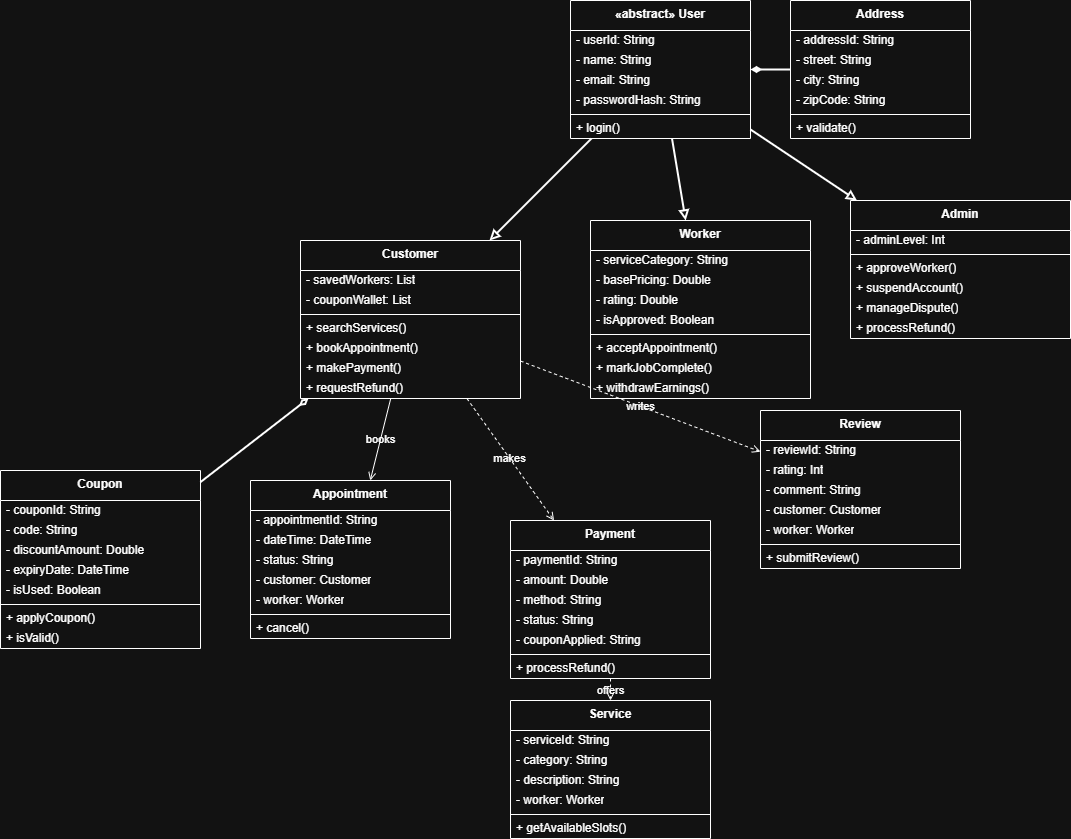 «abstract» User
- userId: String
- name: String
- email: String
- passwordHash: String
+ login()
Address
- addressId: String
- street: String
- city: String
- zipCode: String
+ validate()
Customer
- savedWorkers: List
- couponWallet: List
+ searchServices()
+ bookAppointment()
+ makePayment()
+ requestRefund()
Worker
- serviceCategory: String
- basePricing: Double
- rating: Double
- isApproved: Boolean
+ acceptAppointment()
+ markJobComplete()
+ withdrawEarnings()
Admin
- adminLevel: Int
+ approveWorker()
+ suspendAccount()
+ manageDispute()
+ processRefund()
writes
books
makes
Coupon
- couponId: String
- code: String
- discountAmount: Double
- expiryDate: DateTime
- isUsed: Boolean
+ applyCoupon()
+ isValid()
Appointment
- appointmentId: String
- dateTime: DateTime
- status: String
- customer: Customer
- worker: Worker
+ cancel()
Payment
- paymentId: String
- amount: Double
- method: String
- status: String
- couponApplied: String
+ processRefund()
Review
- reviewId: String
- rating: Int
- comment: String
- customer: Customer
- worker: Worker
+ submitReview()
offers
Service
- serviceId: String
- category: String
- description: String
- worker: Worker
+ getAvailableSlots()